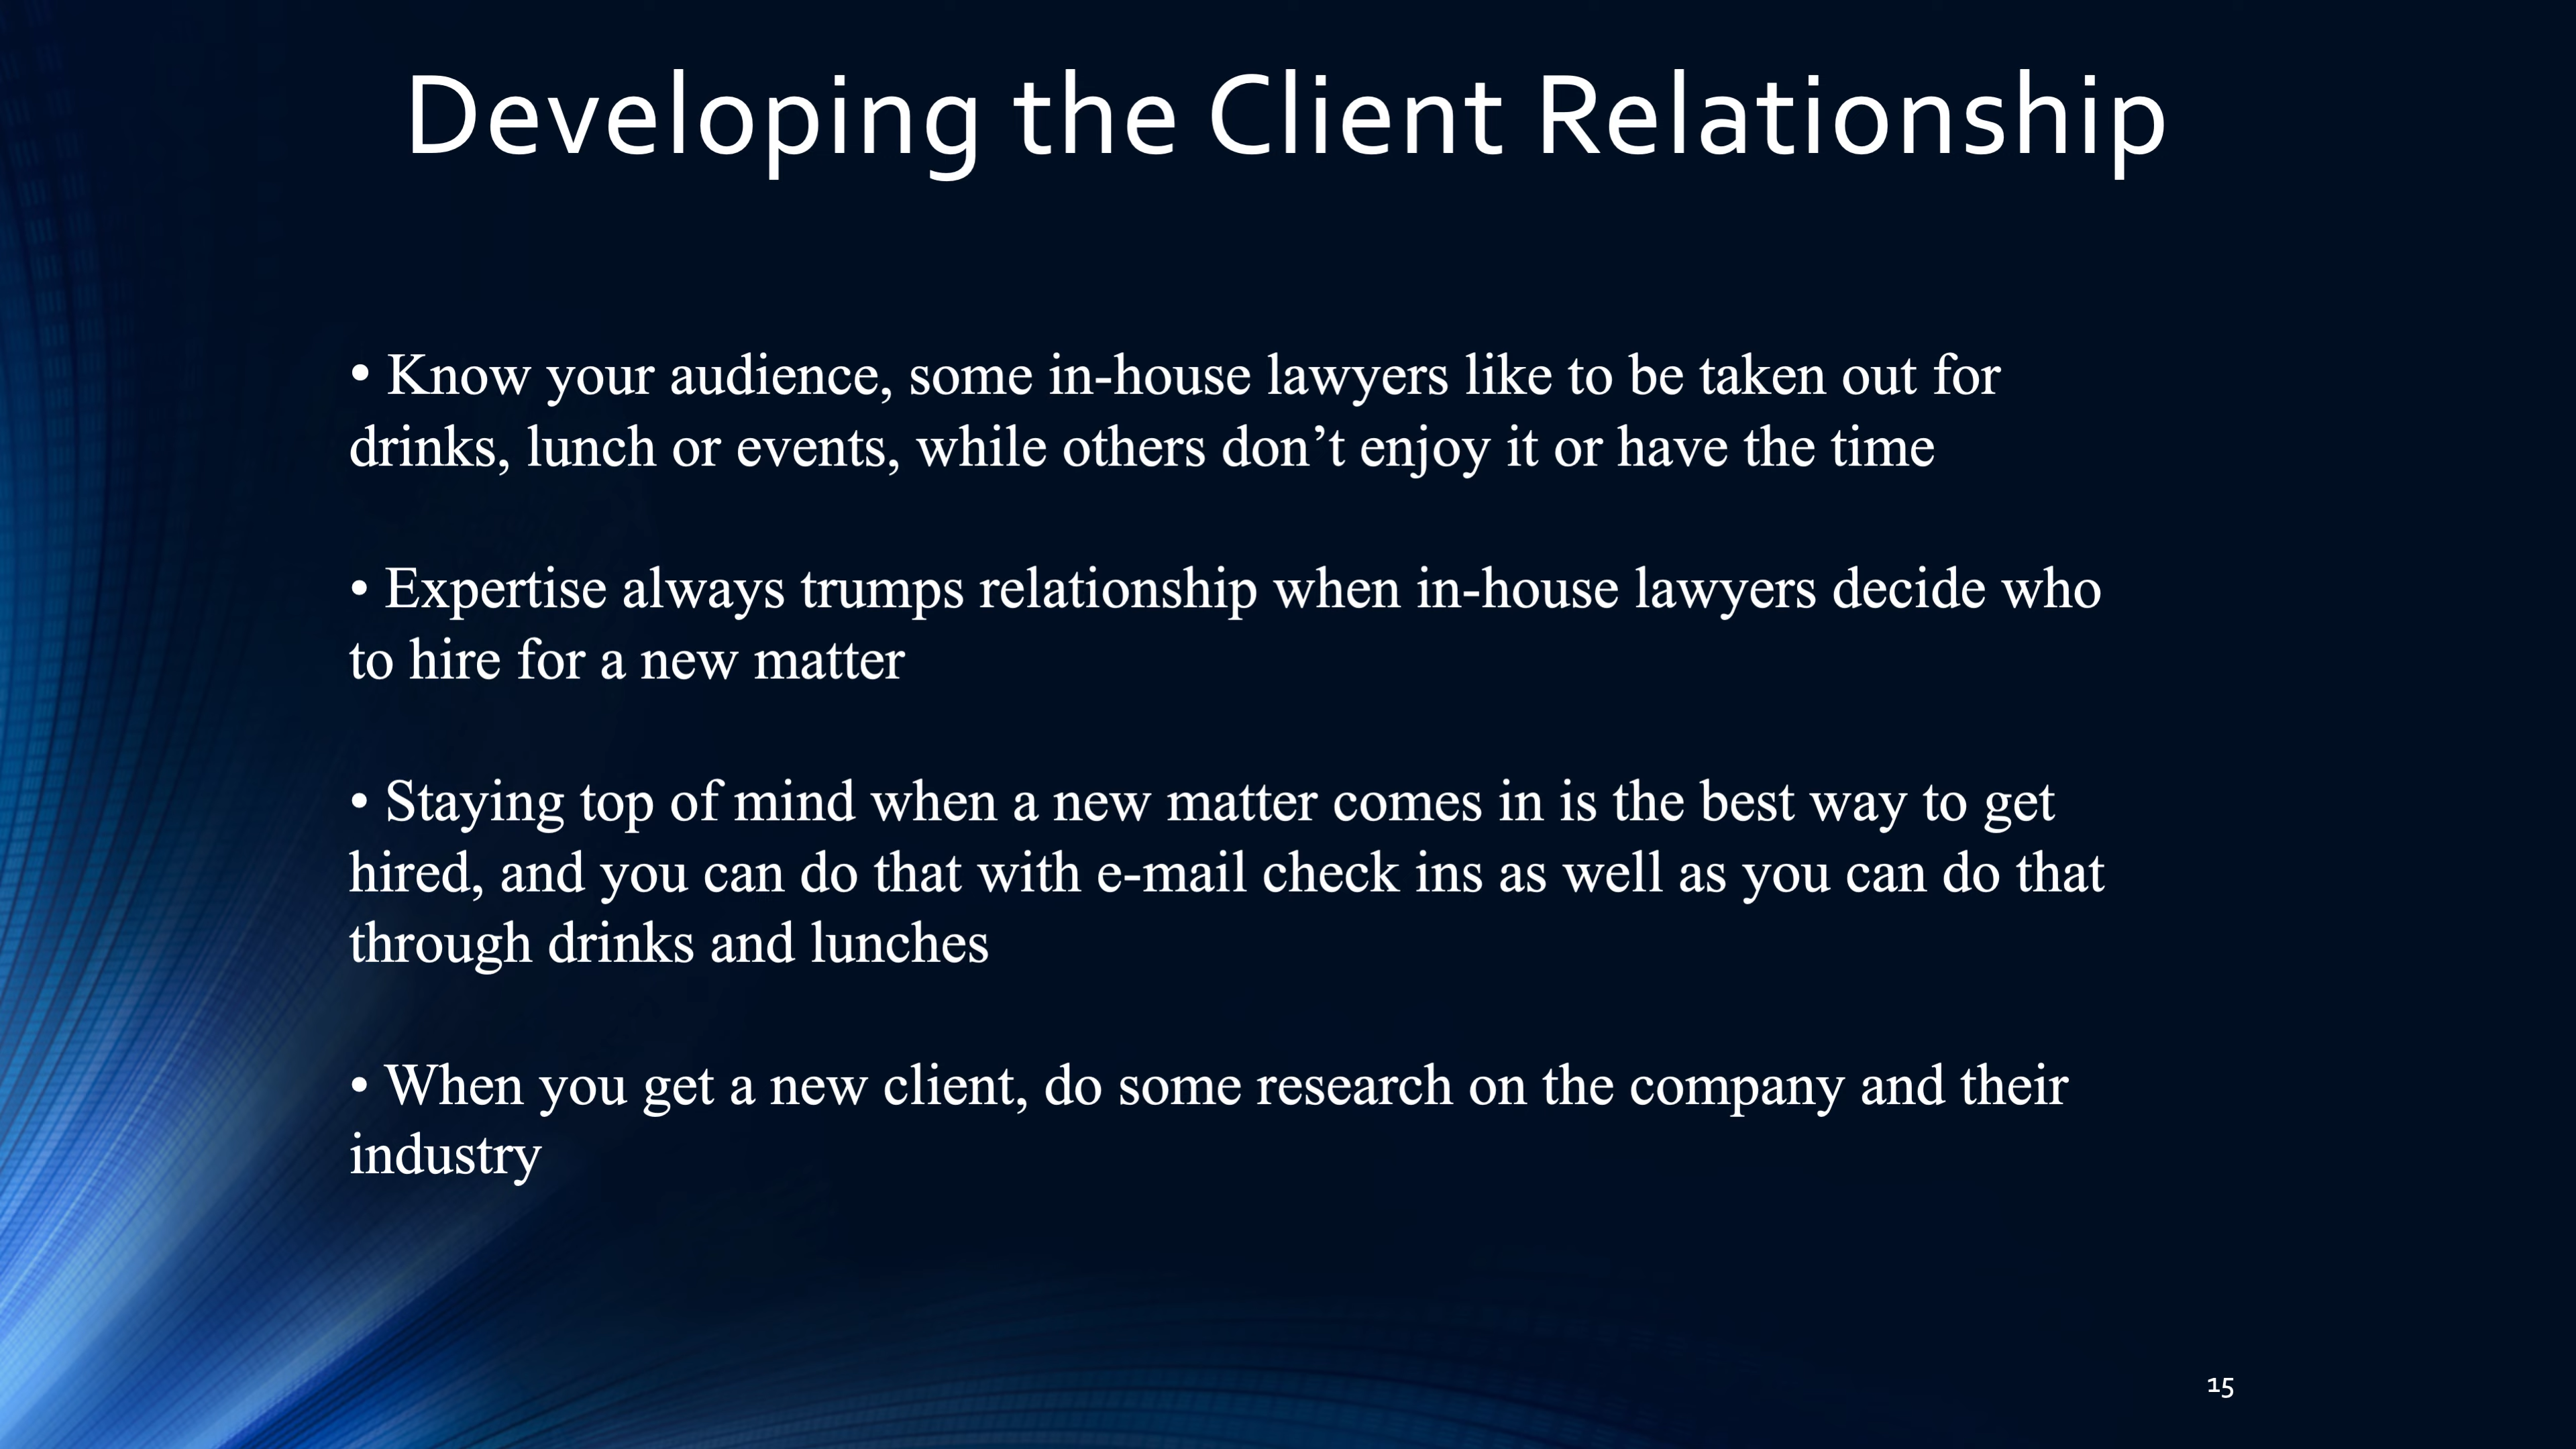 Developing the Client Relationship
• Know your audience, some in-house lawyers like to be taken out for
drinks, lunch or events, while others don’t enjoy it or have the time
• Expertise always trumps relationship when in-house lawyers decide who
to hire for a new matter
• Staying top of mind when a new matter comes in is the best way to get
hired, and you can do that with e-mail check ins as well as you can do that
through drinks and lunches
• When you get a new client, do some research on the company and their
industry
15